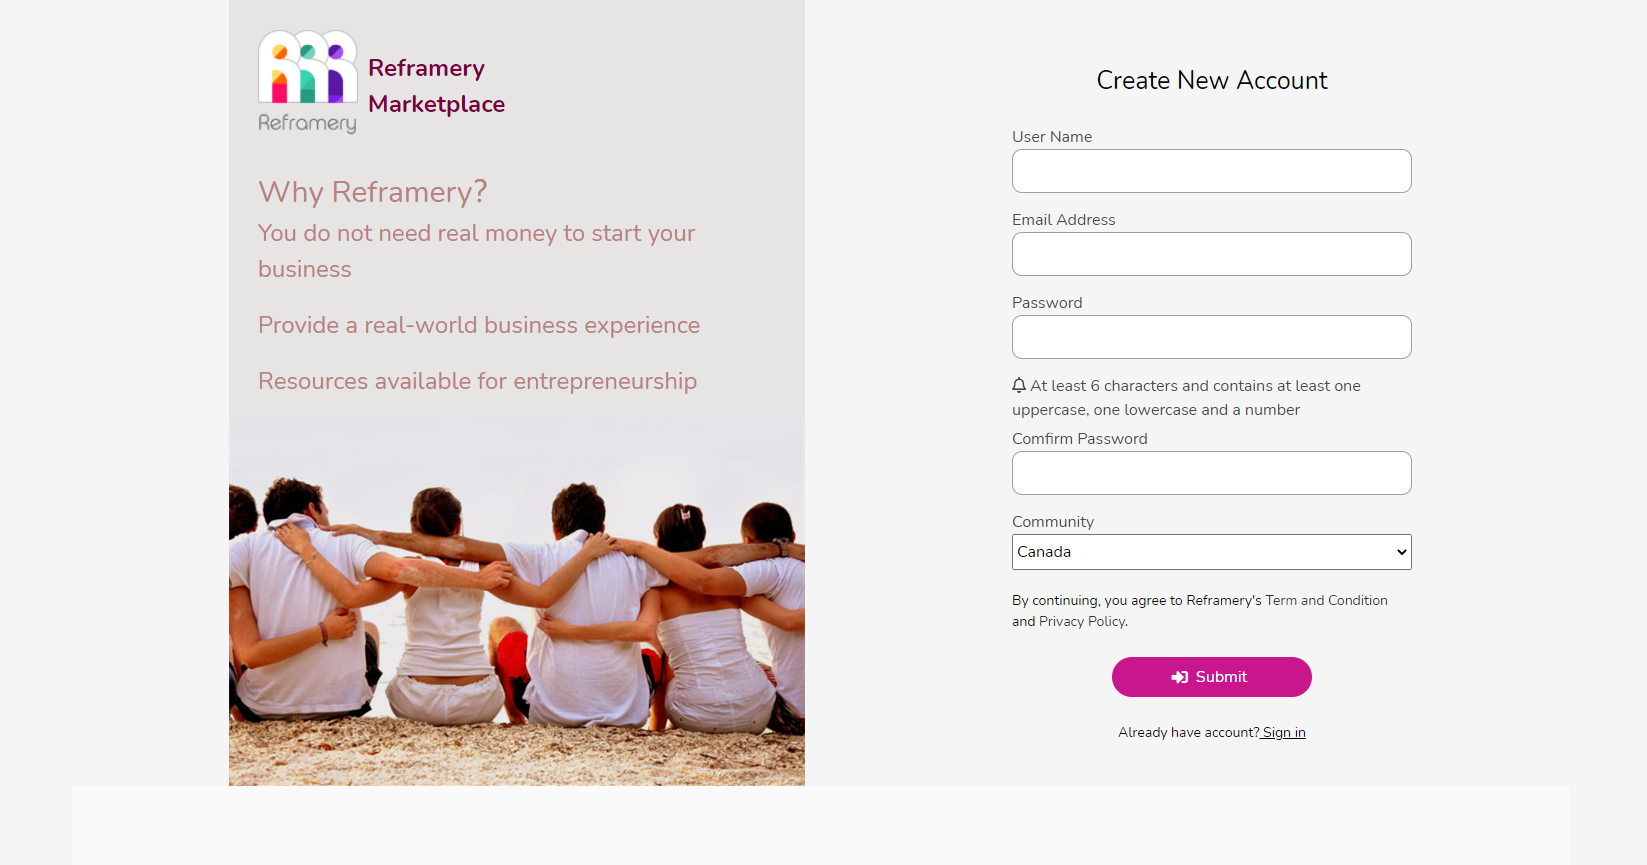 Reframery
Reframery
Marketplace
Why Reframery?
You do not need real money to start your
business
Provide a real-world business experience
Resources available for entrepreneurship
Create New Account
User Name
Email Address
Password
At least 6 characters and contains at least one
uppercase, one lowercase and a number
Comfirm Password
Community
Canada
By continuing, you agree to Reframery's Term and Condition
and Privacy Policy.
Submit
Already have account? Sign in